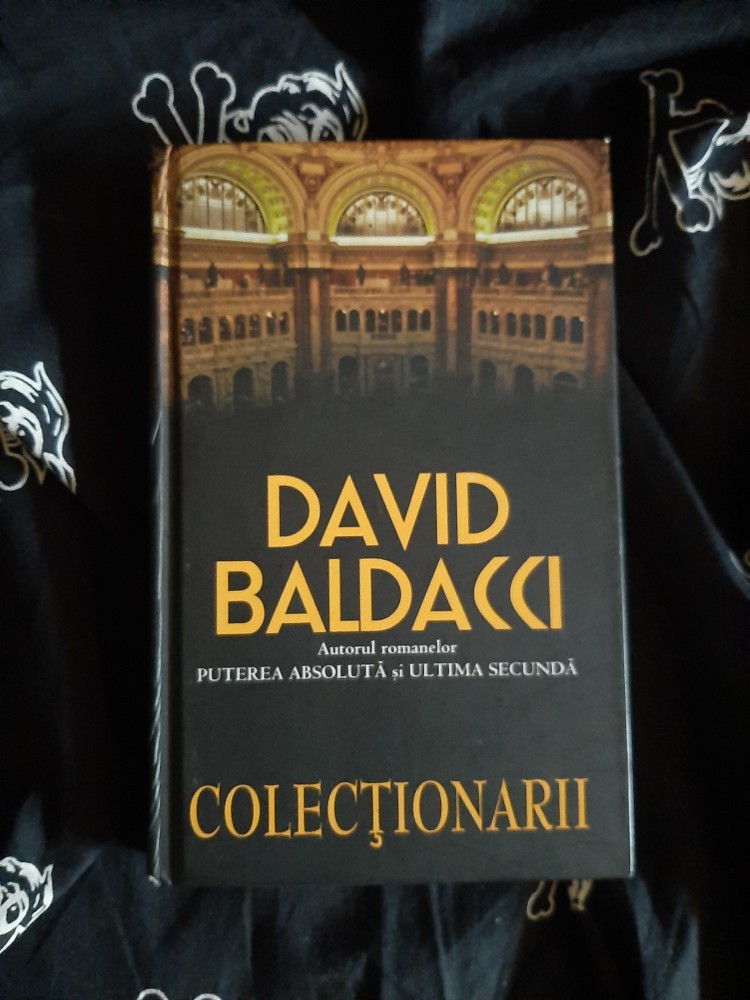 DAVID
BALDACCI
Autorul romanelor
PUTEREA ABSOLUTĂ și ULTIMA SECUNDĂ
COLECŢIONARII